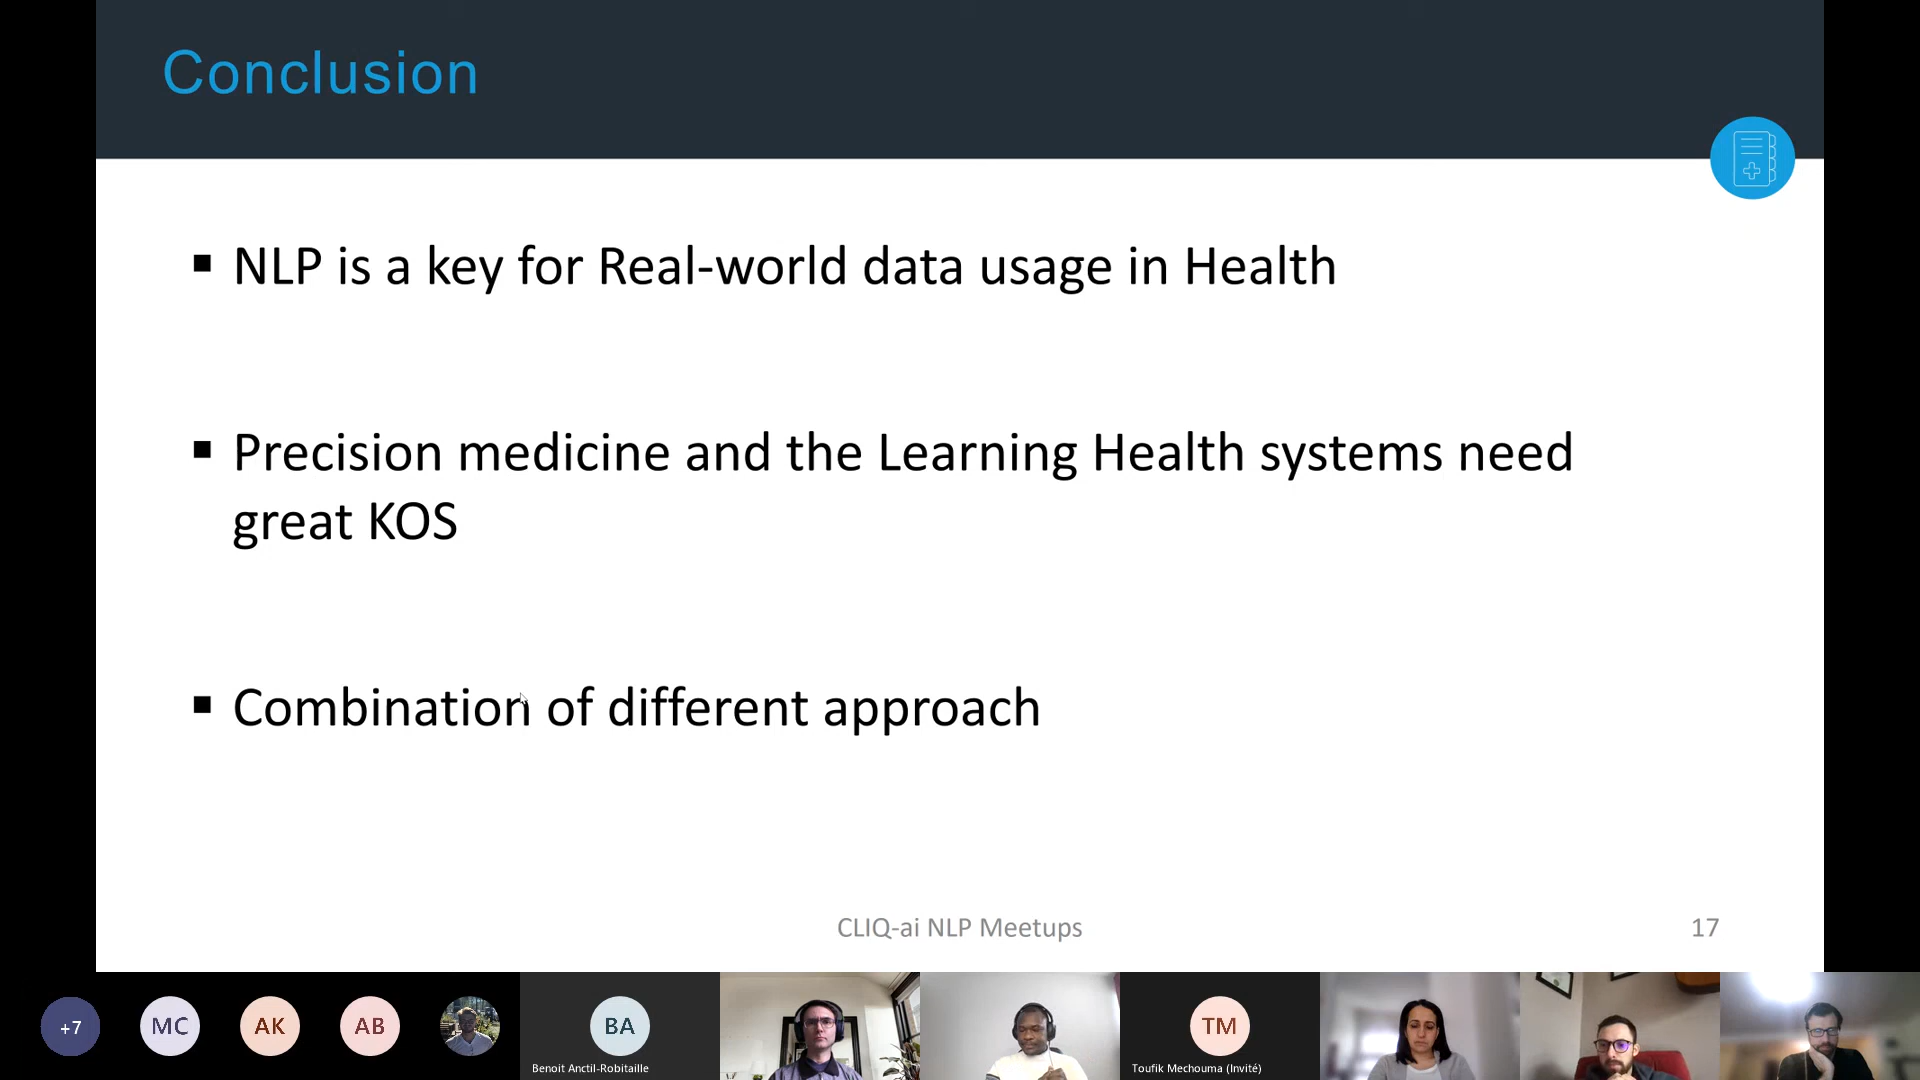 Conclusion
▪ NLP is a key for Real-world data usage in Health
▪ Precision medicine and the Learning Health systems need
great KOS
▪ Combination of different approach
CLIQ-ai NLP Meetups
17
+7
MC
AK
AB
BA
Benoit Anctil-Robitaille
TM
Toufik Mechouma (Invité)